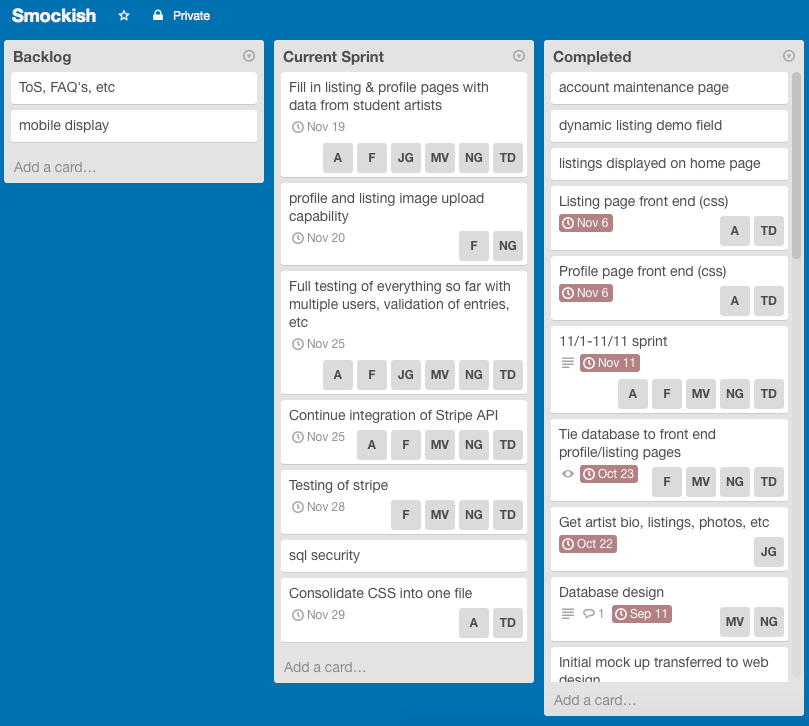 Smockish
Private
Backlog
ToS, FAQ's, etc
mobile display
Add a card…
Current Sprint
Fill in listing & profile pages with
data from student artists
Nov 19
A F JG MV NG TD
profile and listing image upload
capability
Nov 20
F NG
Full testing of everything so far with
multiple users, validation of entries,
etc
Nov 25
A F JG MV NG TD
Continue integration of Stripe API
Nov 25
A F MV NG TD
Testing of stripe
Nov 28
F MV NG TD
sql security
Consolidate CSS into one file
Nov 29
A TD
Add a card…
Completed
account maintenance page
dynamic listing demo field
listings displayed on home page
Listing page front end (css)
Nov 6
A TD
Profile page front end (css)
Nov 6
A TD
11/1-11/11 sprint
Nov 11
A F MV NG TD
Tie database to front end
profile/listing pages
Oct 23
F MV NG TD
Get artist bio, listings, photos, etc
Oct 22
JG
Database design
1 Sep 11
MV NG
Initial mock up transferred to web
design
Add a card…